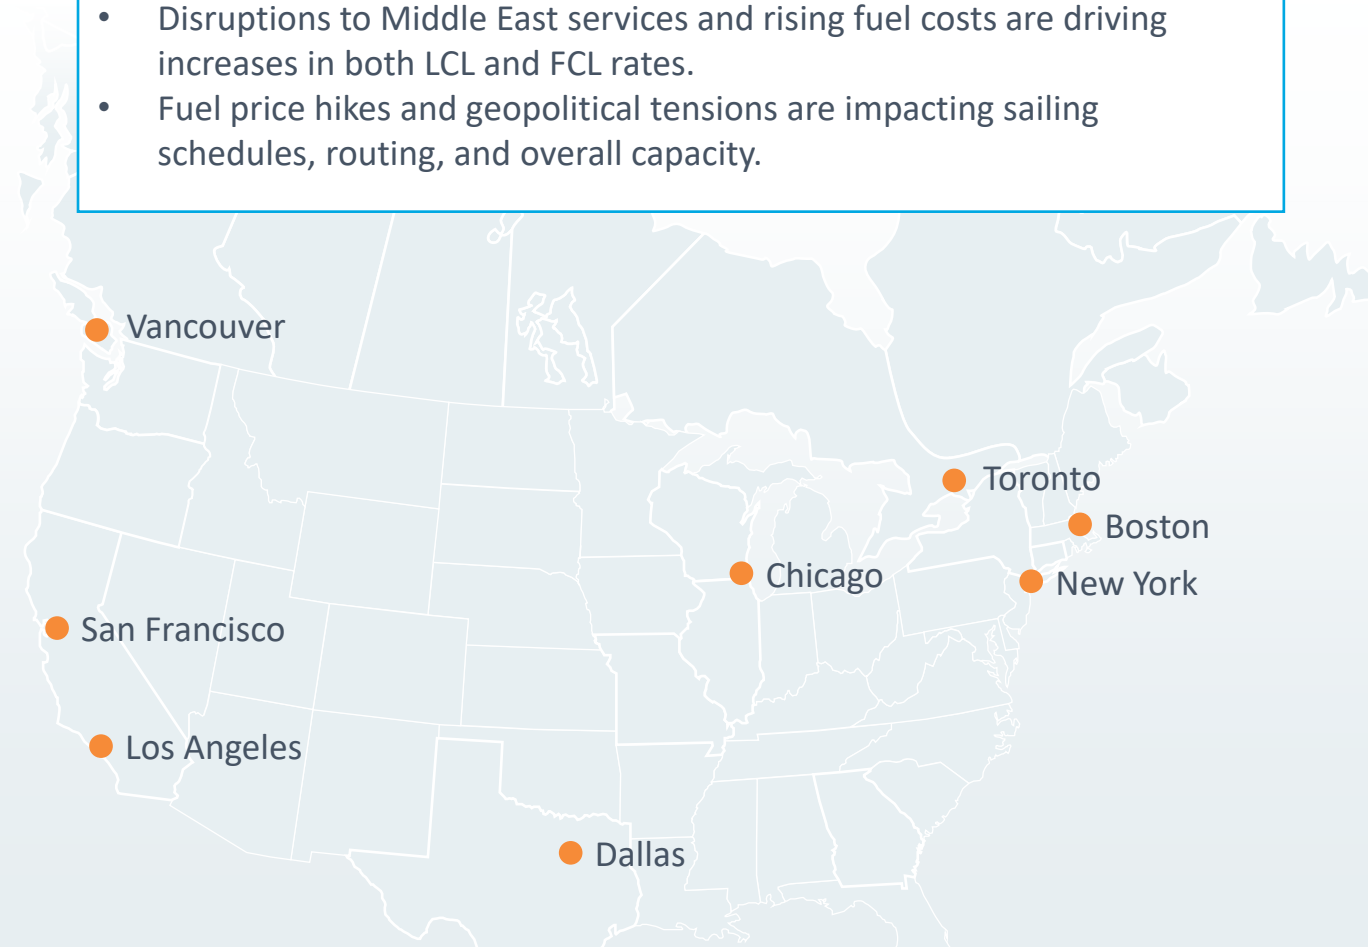 • Disruptions to Middle East services and rising fuel costs are driving
increases in both LCL and FCL rates.
• Fuel price hikes and geopolitical tensions are impacting sailing
schedules, routing, and overall capacity.
Vancouver
Toronto
Boston
Chicago
New York
San Francisco
Los Angeles
Dallas